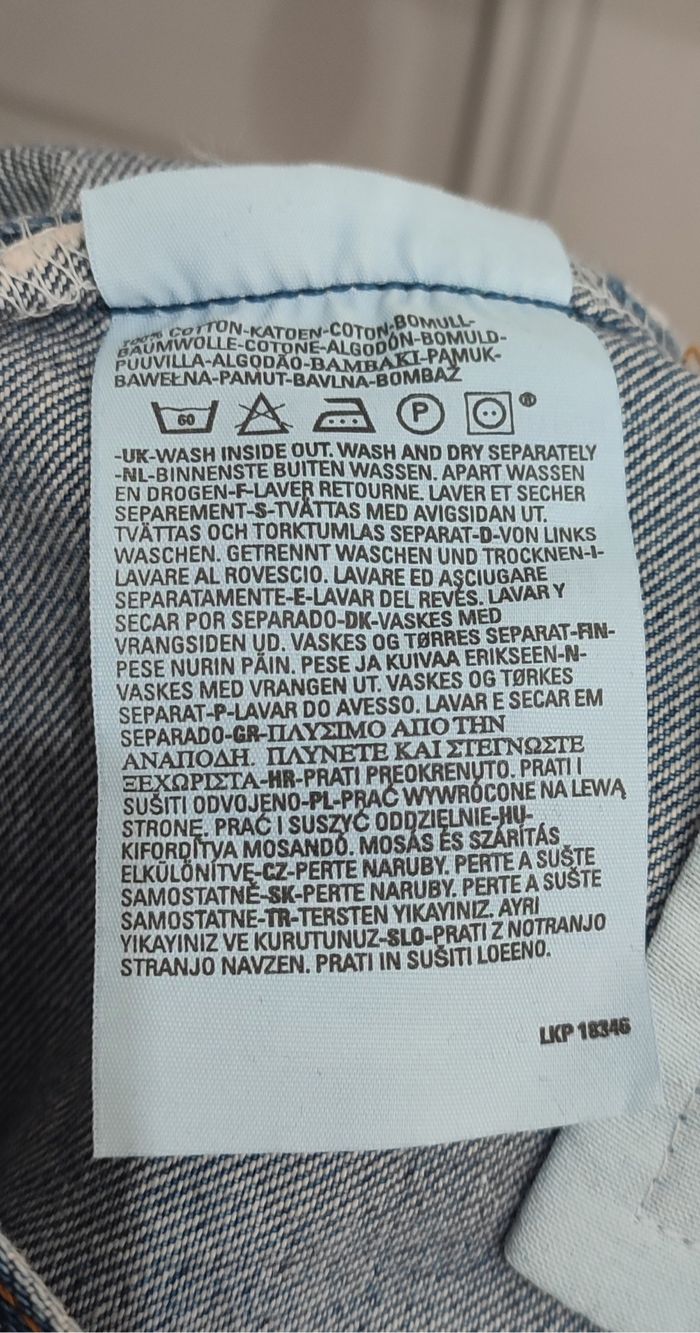 100% COTTON-KATOEN-COTON-BOMULL-
BAUMWOLLE-COTONE-ALGODÓN-BOMULD-
PUUVILLA-ALGODÃO-BAMBAKI-PAMUK-
BAWEŁNA-PAMUT-BAVLNA-BOMBAŽ
60 P ®
-UK-WASH INSIDE OUT. WASH AND DRY SEPARATELY
-NL-BINNENSTE BUITEN WASSEN. APART WASSEN
EN DROGEN-F-LAVER RETOURNE. LAVER ET SECHER
SEPAREMENT-S-TVÄTTAS MED AVIGSIDAN UT.
TVÄTTAS OCH TORKTUMLAS SEPARAT-D-VON LINKS
WASCHEN. GETRENNT WASCHEN UND TROCKNEN-I-
LAVARE AL ROVESCIO. LAVARE ED ASCIUGARE
SEPARATAMENTE-E-LAVAR DEL REVÉS. LAVAR Y
SECAR POR SEPARADO-DK-VASKES MED
VRANGSIDEN UD. VASKES OG TØRRES SEPARAT-FIN-
PESE NURIN PÄIN. PESE JA KUIVAA ERIKSEEN-N-
VASKES MED VRANGEN UT. VASKES OG TØRKES
SEPARAT-P-LAVAR DO AVESSO. LAVAR E SECAR EM
SEPARADO-GR-ΠΛΥΣΙΜΟ ΑΠΟ ΤΗΝ
ΑΝΑΠΟΔΗ. ΠΛΥΝΕΤΕ ΚΑΙ ΣΤΕΓΝΩΣΤΕ
ΞΕΧΩΡΙΣΤΑ-HR-PRATI PREOKRENUTO. PRATI I
SUŠITI ODVOJENO-PL-PRAĆ WYWRÓCONE NA LEWĄ
STRONĘ. PRAĆ I SUSZYĆ ODDZIELNIE-HU-
KIFORDÍTVA MOSANDÓ. MOSÁS ÉS SZÁRÍTÁS
ELKÜLÖNÍTVE-CZ-PERTE NARUBY. PERTE A SUŠTE
SAMOSTATNĚ-SK-PERTE NARUBY. PERTE A SUŠTE
SAMOSTATNE-TR-TERSTEN YIKAYINIZ. AYRI
YIKAYINIZ VE KURUTUNUZ-SLO-PRATI Z NOTRANJO
STRANJO NAVZEN. PRATI IN SUŠITI LOEENO.
LKP 18346